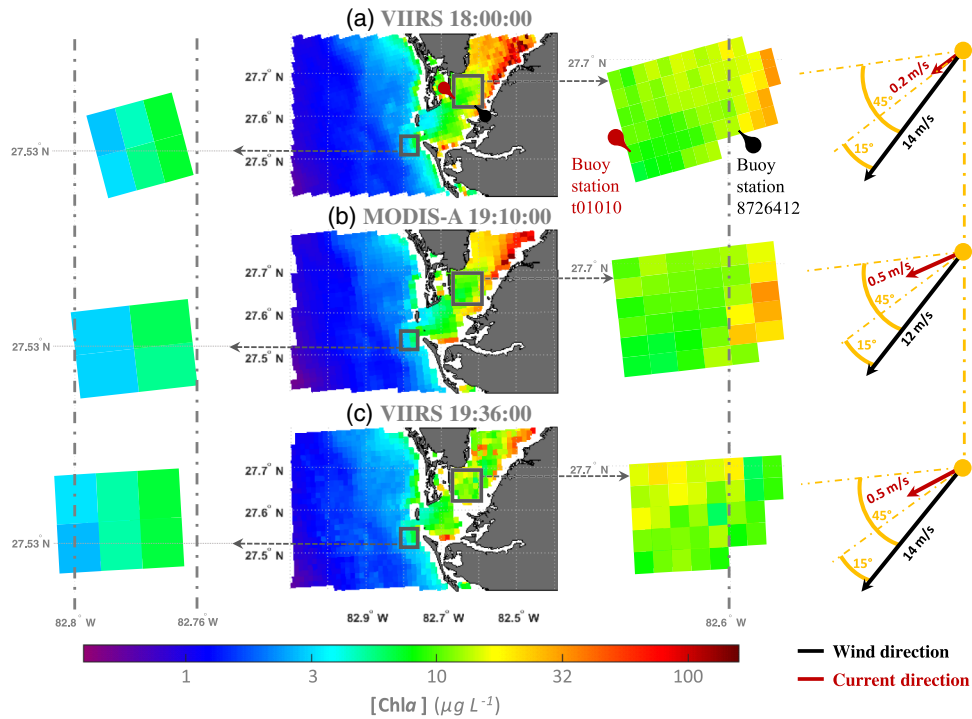 (a) VIIRS 18:00:00
27.7° N
27.6° N
27.5° N
27.53° N
27.7° N
Buoy
station
t01010
Buoy
station
8726412
0.2 m/s
45°
14 m/s
15°
(b) MODIS-A 19:10:00
27.7° N
27.6° N
27.5° N
27.53° N
27.7° N
0.5 m/s
45°
12 m/s
15°
(c) VIIRS 19:36:00
27.7° N
27.6° N
27.5° N
27.53° N
27.7° N
0.5 m/s
45°
14 m/s
15°
82.8° W
82.76° W
82.9° W
82.7° W
82.5° W
82.6° W
1
3
10
32
100
[Chla ] (µg L⁻¹)
Wind direction
Current direction